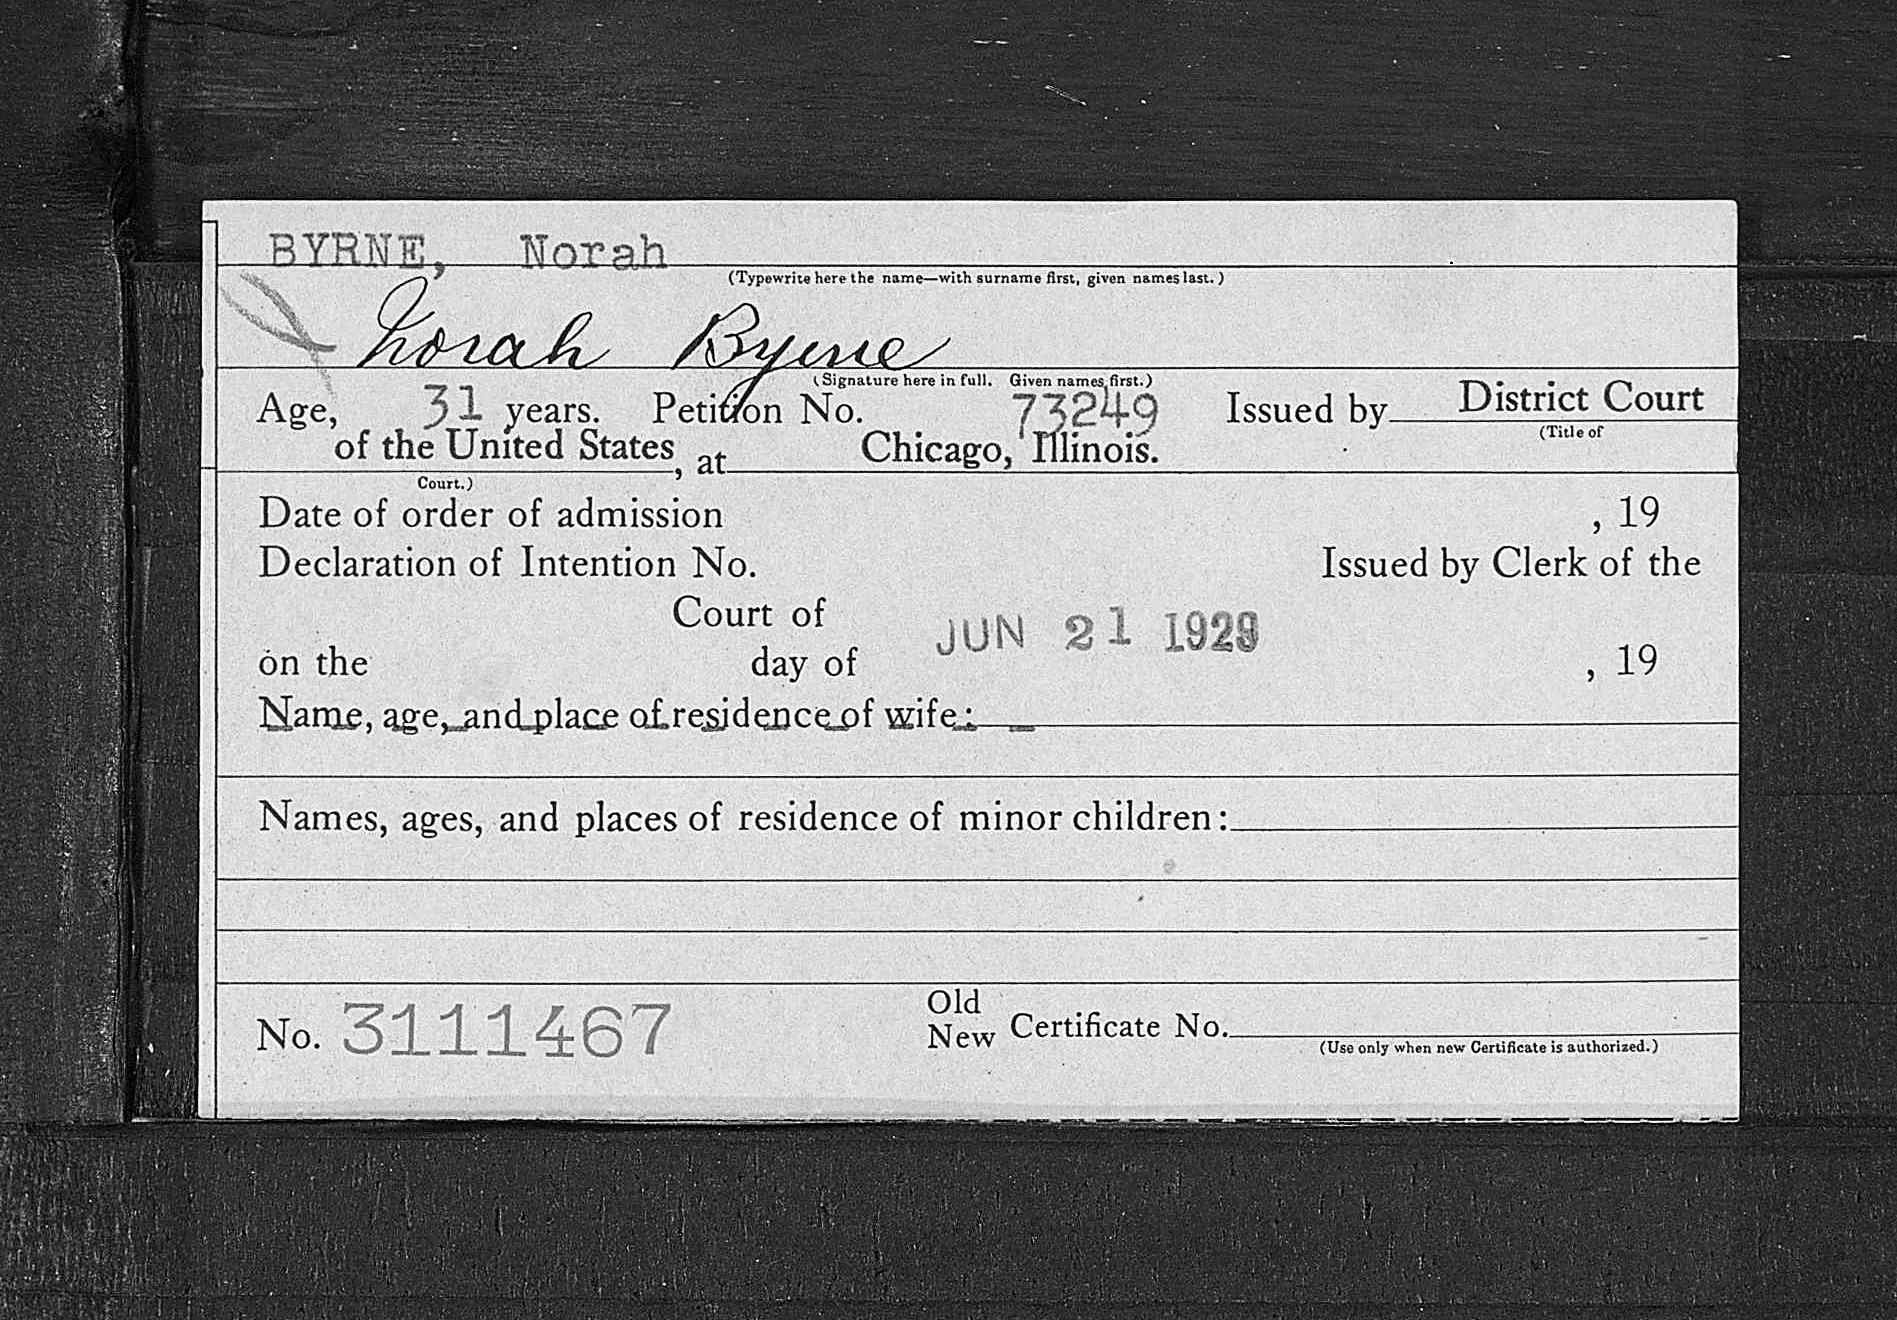 BYRNE, Norah
(Typewrite here the name—with surname first, given names last.)
Norah Byrne
(Signature here in full. Given names first.)
Age, 31 years. Petition No. 73249 Issued by District Court
(Title of
of the United States, at Chicago, Illinois.
Court.)
Date of order of admission , 19
Declaration of Intention No. Issued by Clerk of the
Court of
JUN 21 1929
on the day of , 19
Name, age, and place of residence of wife:
Names, ages, and places of residence of minor children:
Old
No. 3111467 New Certificate No.
(Use only when new Certificate is authorized.)